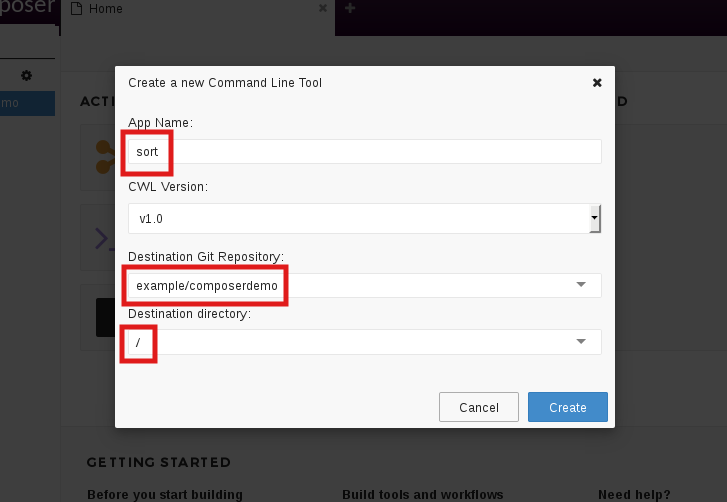 poser
Home
Create a new Command Line Tool
mo
ACTI
D
App Name:
sort
CWL Version:
v1.0
Destination Git Repository:
example/composerdemo
Destination directory:
/
Cancel
Create
GETTING STARTED
Before you start building
Build tools and workflows
Need help?